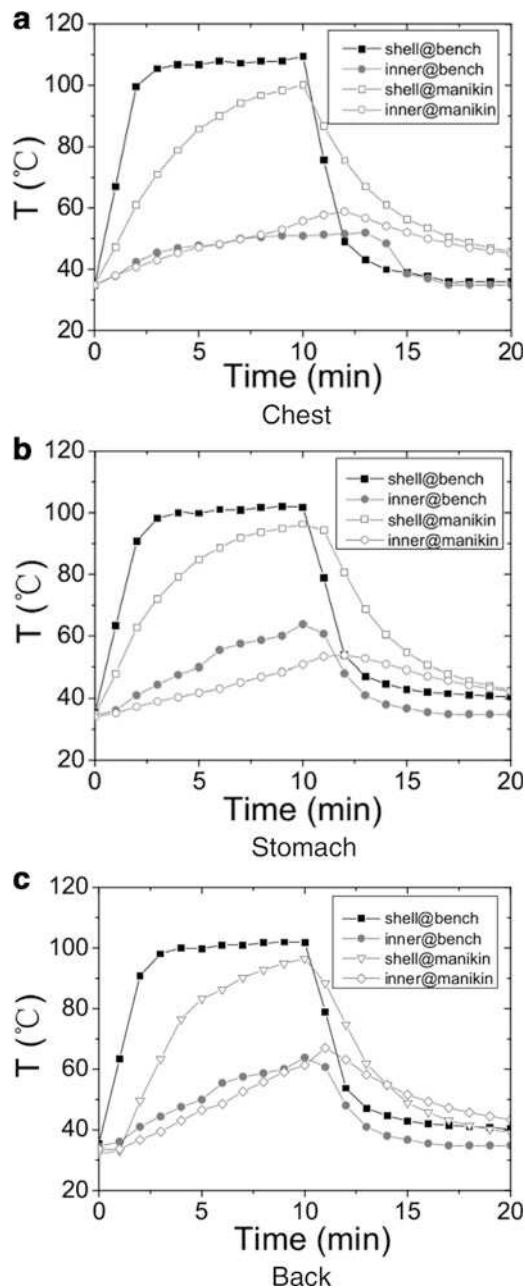 a
120
100
80
60
40
20
T (℃)
shell@bench
inner@bench
shell@manikin
inner@manikin
0 5 10 15 20
Time (min)
Chest
b
120
100
80
60
40
20
T (℃)
shell@bench
inner@bench
shell@manikin
inner@manikin
0 5 10 15 20
Time (min)
Stomach
c
120
100
80
60
40
20
T (℃)
shell@bench
inner@bench
shell@manikin
inner@manikin
0 5 10 15 20
Time (min)
Back